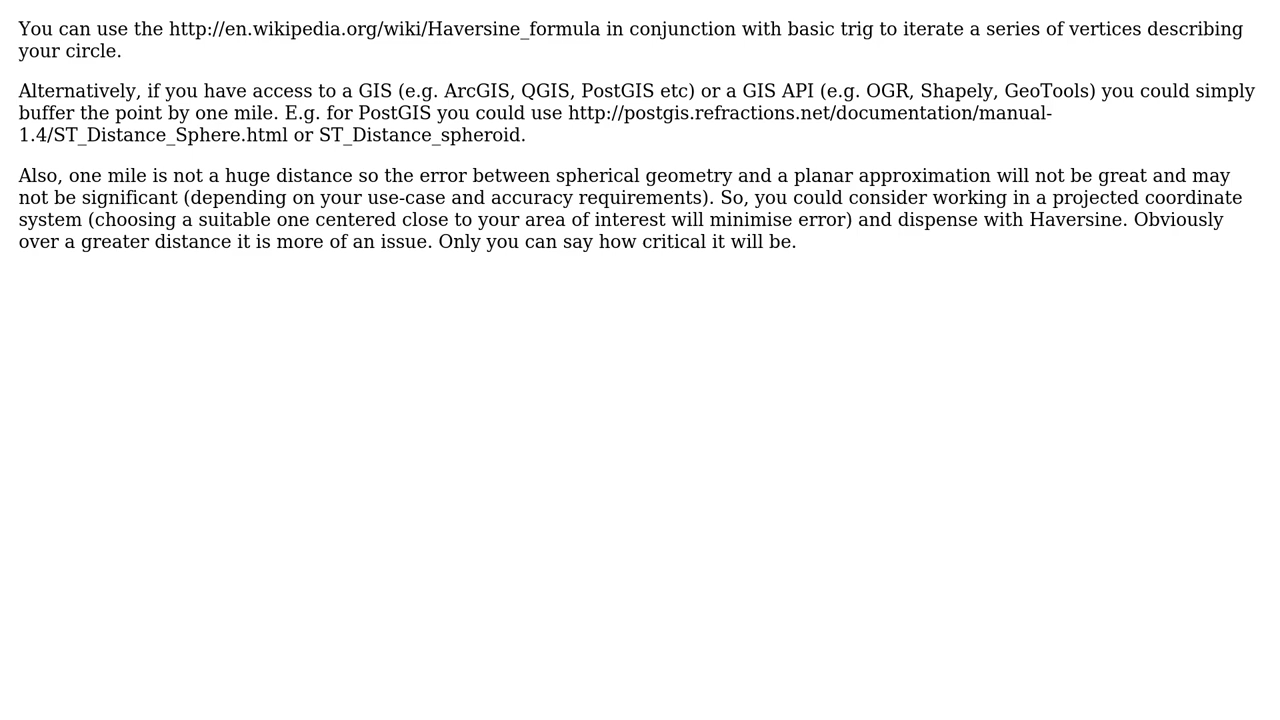 You can use the http://en.wikipedia.org/wiki/Haversine_formula in conjunction with basic trig to iterate a series of vertices describing
your circle.
Alternatively, if you have access to a GIS (e.g. ArcGIS, QGIS, PostGIS etc) or a GIS API (e.g. OGR, Shapely, GeoTools) you could simply
buffer the point by one mile. E.g. for PostGIS you could use http://postgis.refractions.net/documentation/manual-
1.4/ST_Distance_Sphere.html or ST_Distance_spheroid.
Also, one mile is not a huge distance so the error between spherical geometry and a planar approximation will not be great and may
not be significant (depending on your use-case and accuracy requirements). So, you could consider working in a projected coordinate
system (choosing a suitable one centered close to your area of interest will minimise error) and dispense with Haversine. Obviously
over a greater distance it is more of an issue. Only you can say how critical it will be.